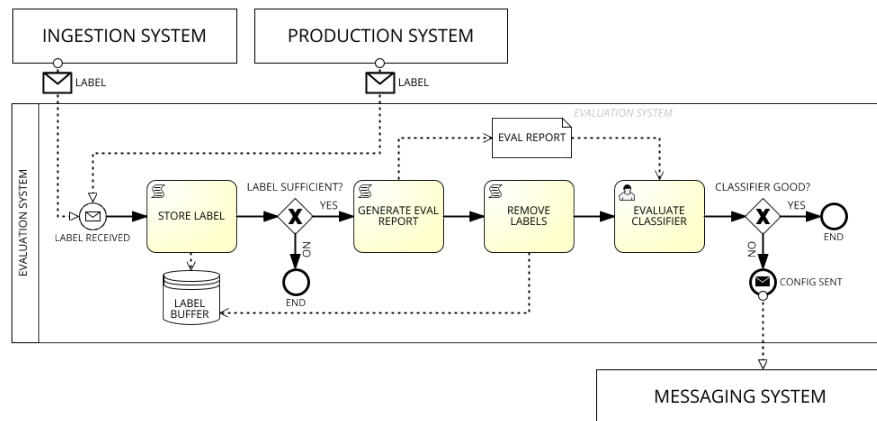 INGESTION SYSTEM
PRODUCTION SYSTEM
LABEL
LABEL
EVALUATION SYSTEM
EVAL REPORT
EVALUATION SYSTEM
LABEL RECEIVED
STORE LABEL
LABEL SUFFICIENT?
YES
NO
END
GENERATE EVAL
REPORT
REMOVE
LABELS
EVALUATE
CLASSIFIER
CLASSIFIER GOOD?
YES
END
NO
CONFIG SENT
LABEL
BUFFER
MESSAGING SYSTEM